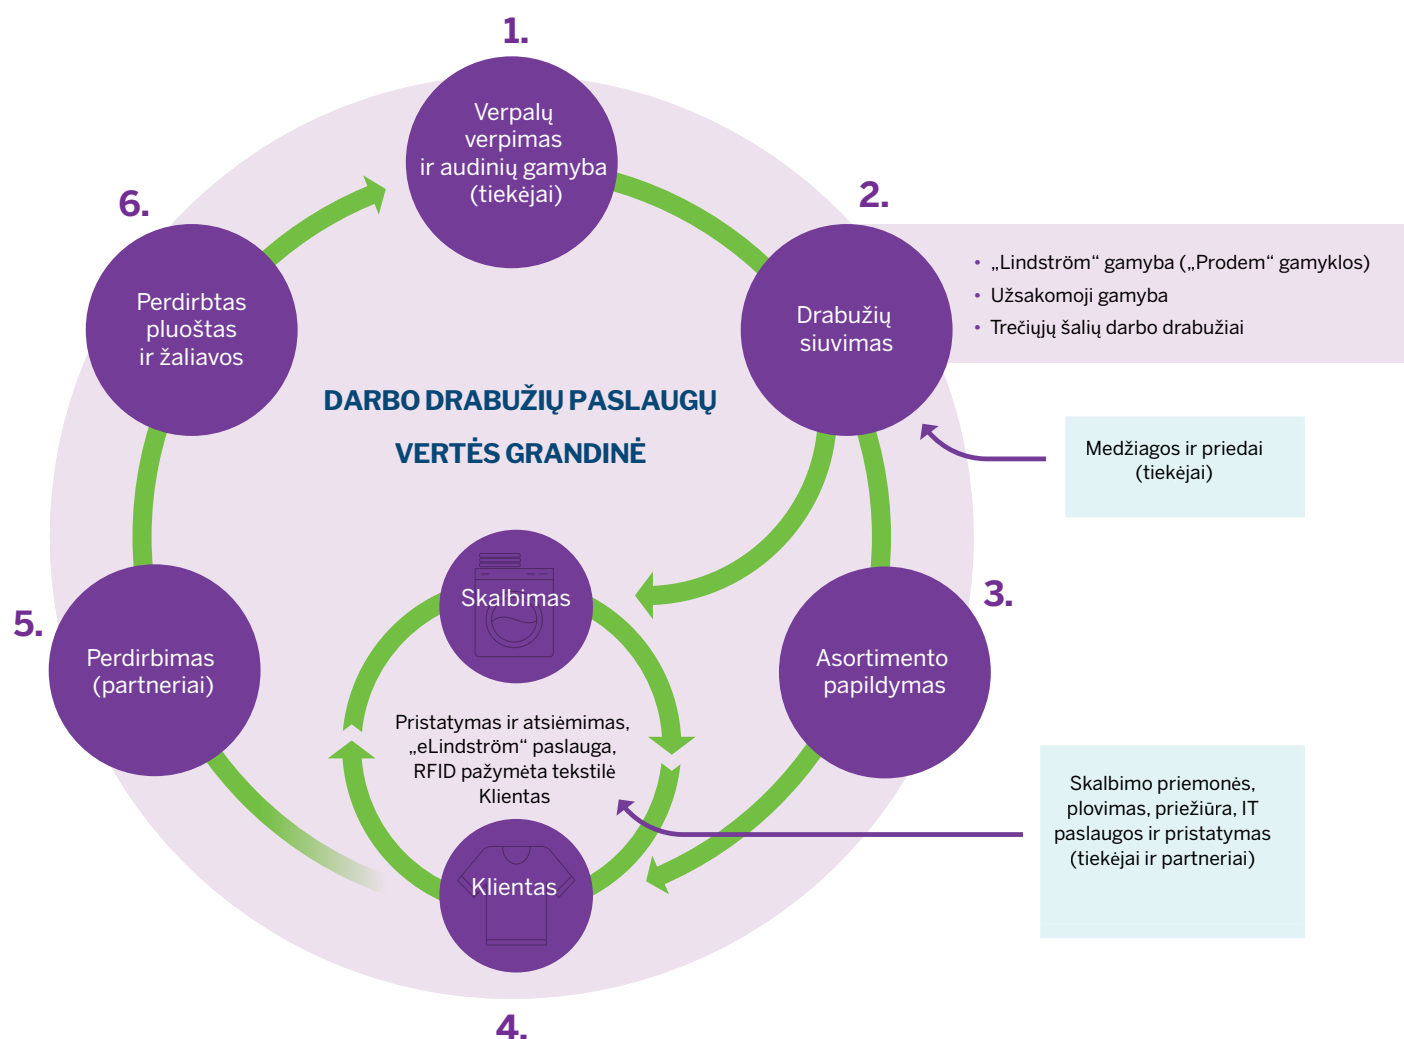 1.
Verpalų
verpimas
ir audinių gamyba
(tiekėjai)
2.
Drabužių
siuvimas
• „Lindström“ gamyba („Prodem“ gamyklos)
• Užsakomoji gamyba
• Trečiųjų šalių darbo drabužiai
6.
Perdirbtas
pluoštas
ir žaliavos
DARBO DRABUŽIŲ PASLAUGŲ
VERTĖS GRANDINĖ
Medžiagos ir priedai
(tiekėjai)
3.
Asortimento
papildymas
5.
Perdirbimas
(partneriai)
Skalbimas
Pristatymas ir atsiėmimas,
„eLindström“ paslauga,
RFID pažymėta tekstilė
Klientas
Klientas
Skalbimo priemonės,
plovimas, priežiūra, IT
paslaugos ir pristatymas
(tiekėjai ir partneriai)
4.